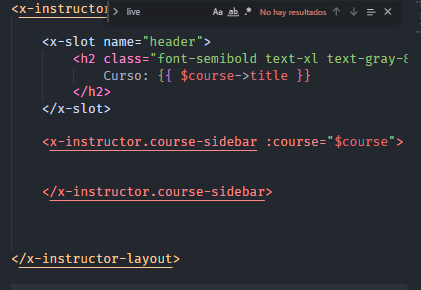 <x-instructor
live
Aa ab .* No hay resultados
<x-slot name="header">
<h2 class="font-semibold text-xl text-gray-8
Curso: {{ $course->title }}
</h2>
</x-slot>
<x-instructor.course-sidebar :course="$course">
</x-instructor.course-sidebar>
</x-instructor-layout>